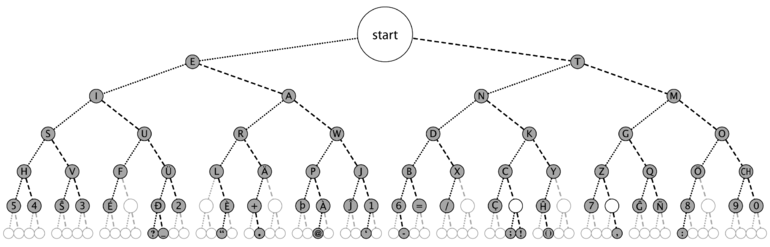 start
E T
I A N M
S U R W D K G O
H V F Ü L Ä P J B X C Y Z Q Ö CH
5 4 Ŝ 3 É Đ 2 È + Þ À Ĵ 1 6 = / Ç Ĥ 7 Ĝ Ñ 8 9 0
? _ " . @ ' - ; ! () , :